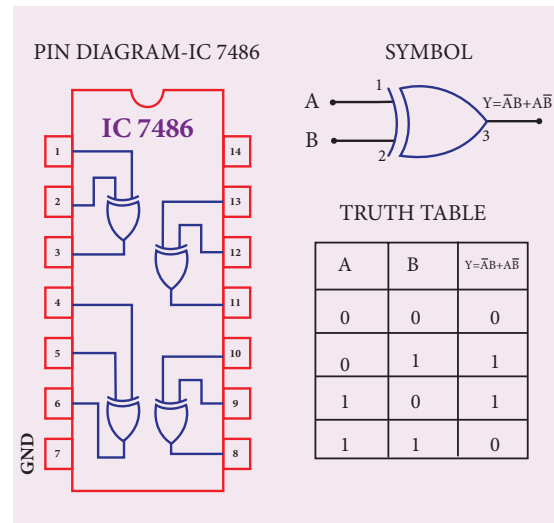 PIN DIAGRAM-IC 7486
IC 7486
1
14
2
13
3
12
4
11
5
10
6
9
7
8
GND
SYMBOL
A
1
B
2
3
Y=A̅B+AB̅
TRUTH TABLE
A B Y=A̅B+AB̅
0 0 0
0 1 1
1 0 1
1 1 0